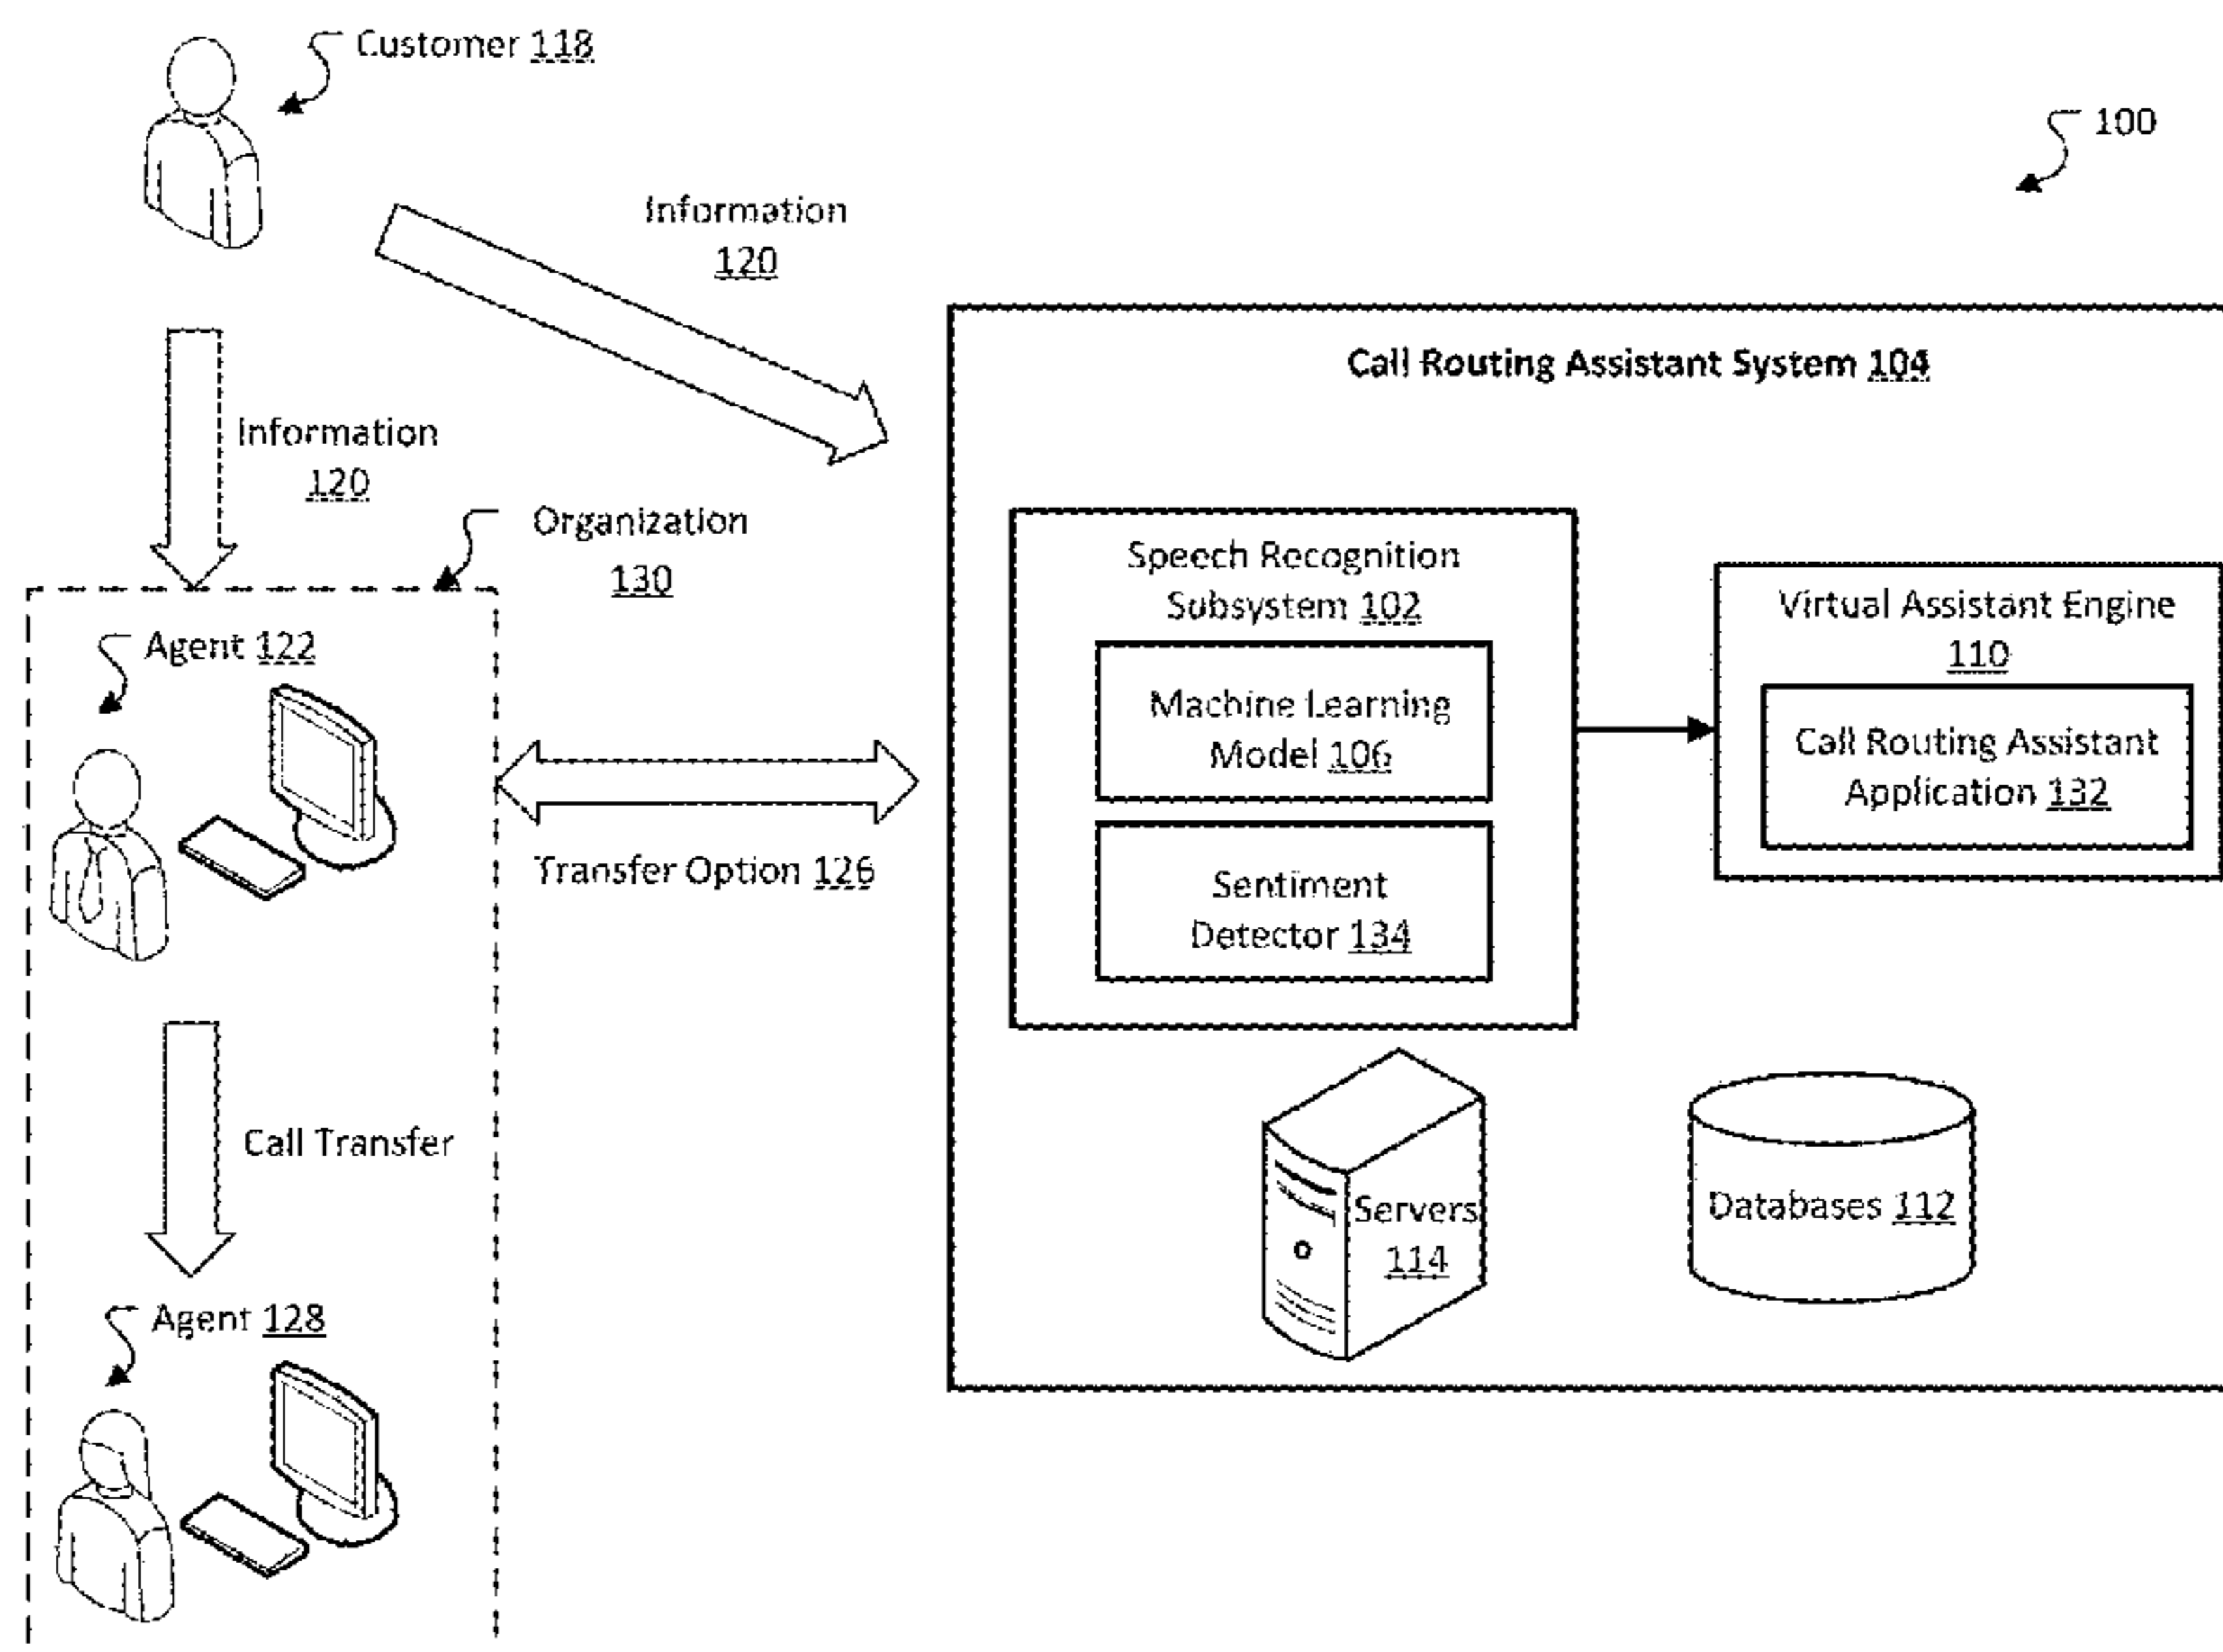 Customer 118
100
Information
120
Call Routing Assistant System 104
Information
120
Organization
130
Speech Recognition
Subsystem 102
Virtual Assistant Engine
110
Agent 122
Machine Learning
Model 106
Call Routing Assistant
Application 132
Transfer Option 126
Sentiment
Detector 134
Call Transfer
Servers
114
Databases 112
Agent 128